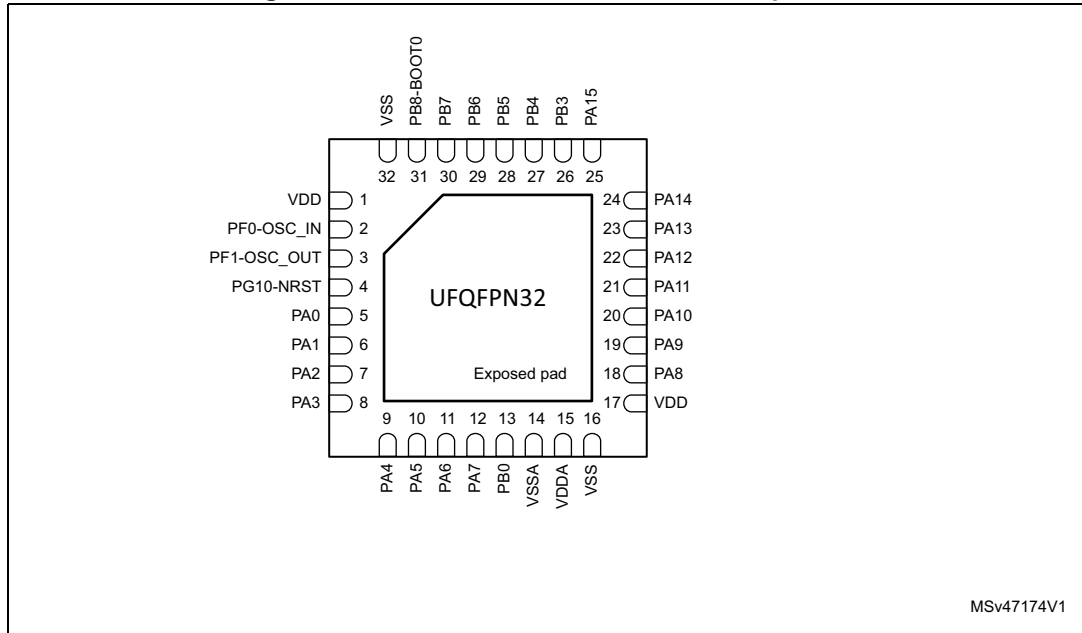 VSS
PB8-BOOT0
PB7
PB6
PB5
PB4
PB3
PA15
32 31 30 29 28 27 26 25
VDD 1 24 PA14
PF0-OSC_IN 2 23 PA13
PF1-OSC_OUT 3 22 PA12
PG10-NRST 4 21 PA11
UFQFPN32
PA0 5 20 PA10
PA1 6 19 PA9
PA2 7 Exposed pad 18 PA8
PA3 8 17 VDD
9 10 11 12 13 14 15 16
PA4
PA5
PA6
PA7
PB0
VSSA
VDDA
VSS
MSv47174V1